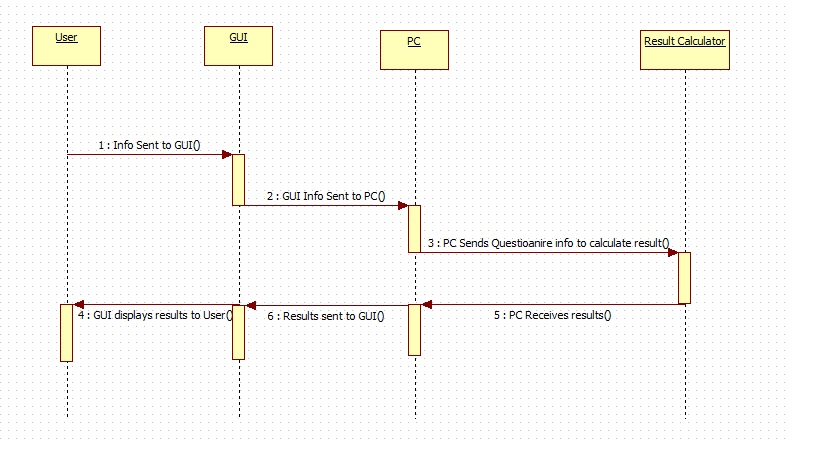 User
GUI
PC
Result Calculator
1 : Info Sent to GUI()
2 : GUI Info Sent to PC()
3 : PC Sends Questioanire info to calculate result()
4 : GUI displays results to User()
6 : Results sent to GUI()
5 : PC Receives results()